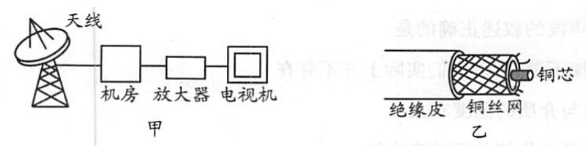 天线
机房 放大器 电视机
甲
铜芯
绝缘皮 铜丝网
乙